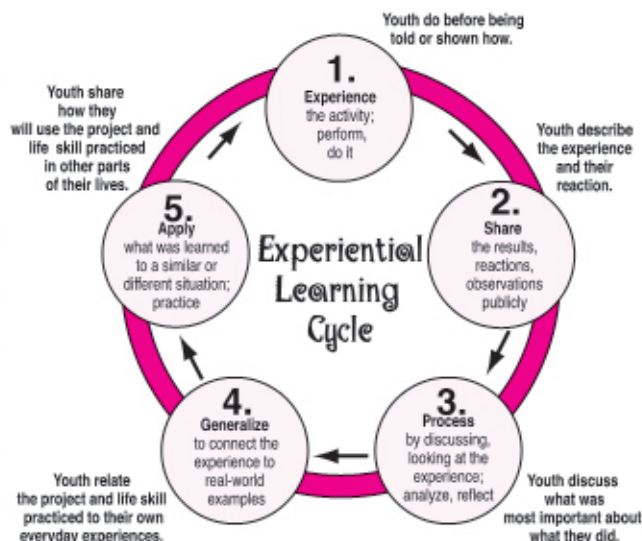 Youth do before being
told or shown how.
1.
Experience
the activity;
perform,
do it
Youth describe
the experience
and their
reaction.
2.
Share
the results,
reactions,
observations
publicly
3.
Process
by discussing,
looking at the
experience;
analyze, reflect
Youth discuss
what was
most important about
what they did.
4.
Generalize
to connect the
experience to
real-world
examples
Youth relate
the project and life skill
practiced to their own
everyday experiences.
5.
Apply
what was learned
to a similar or
different situation;
practice
Youth share
how they
will use the project and
life skill practiced
in other parts
of their lives.
Experiential
Learning
Cycle